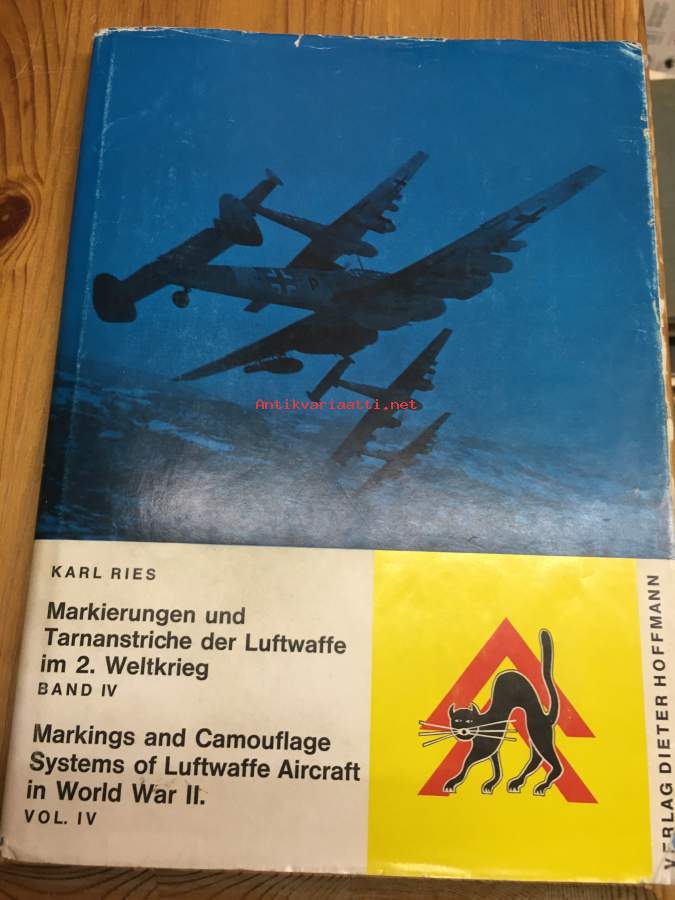 Antikvariaatti.net
KARL RIES
Markierungen und
Tarnanstriche der Luftwaffe
im 2. Weltkrieg
BAND IV
Markings and Camouflage
Systems of Luftwaffe Aircraft
in World War II.
VOL. IV
VERLAG DIETER HOFFMANN